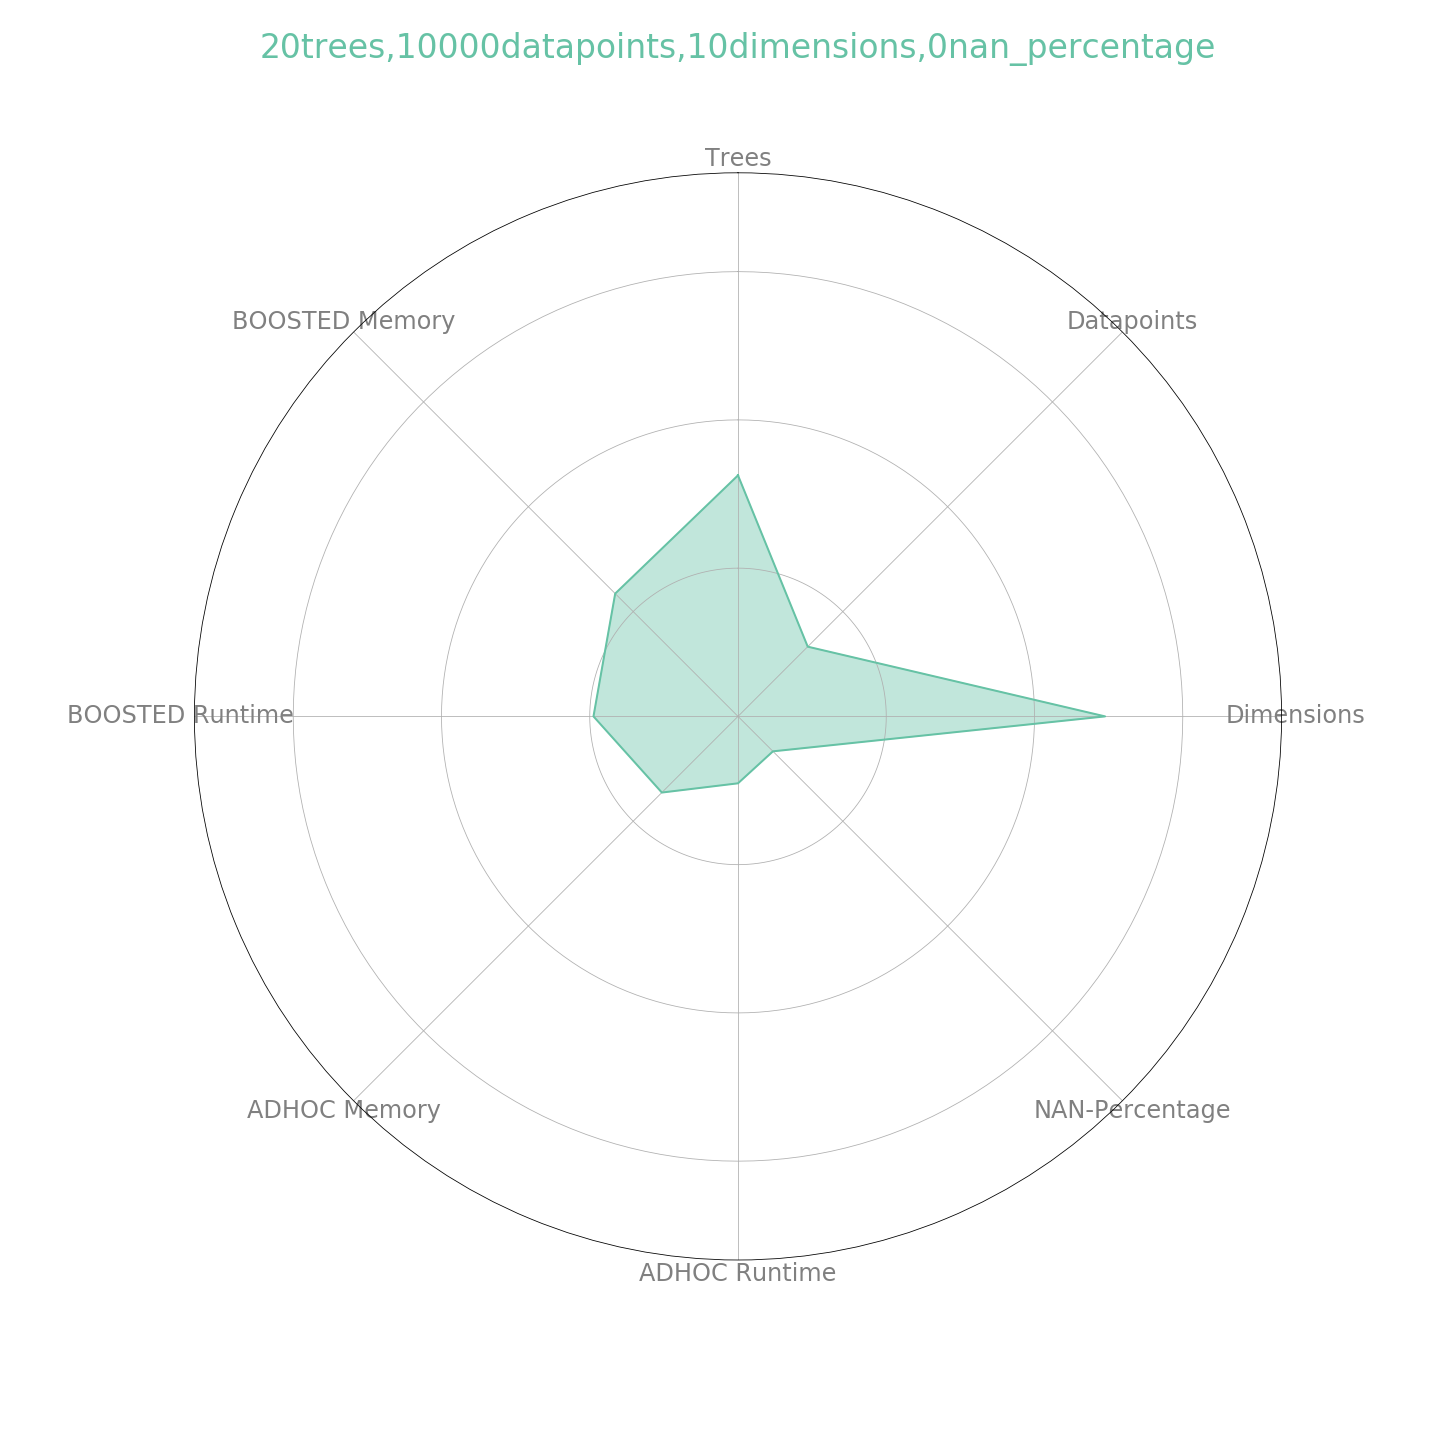 20trees,10000datapoints,10dimensions,0nan_percentage
Trees
BOOSTED Memory
Datapoints
BOOSTED Runtime
Dimensions
ADHOC Memory
NAN-Percentage
ADHOC Runtime